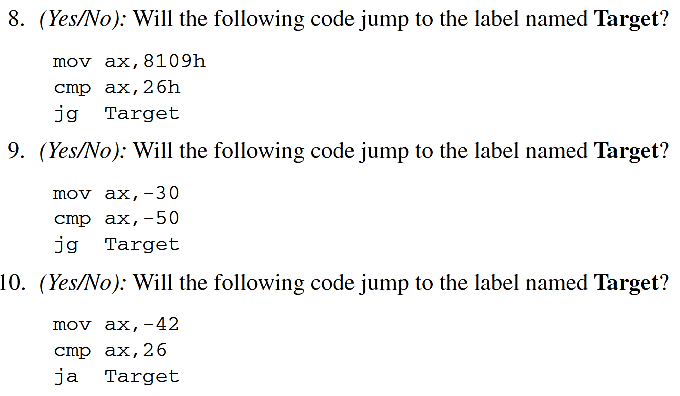 8. (Yes/No): Will the following code jump to the label named Target?
mov ax,8109h
cmp ax,26h
jg Target
9. (Yes/No): Will the following code jump to the label named Target?
mov ax,-30
cmp ax,-50
jg Target
10. (Yes/No): Will the following code jump to the label named Target?
mov ax,-42
cmp ax,26
ja Target